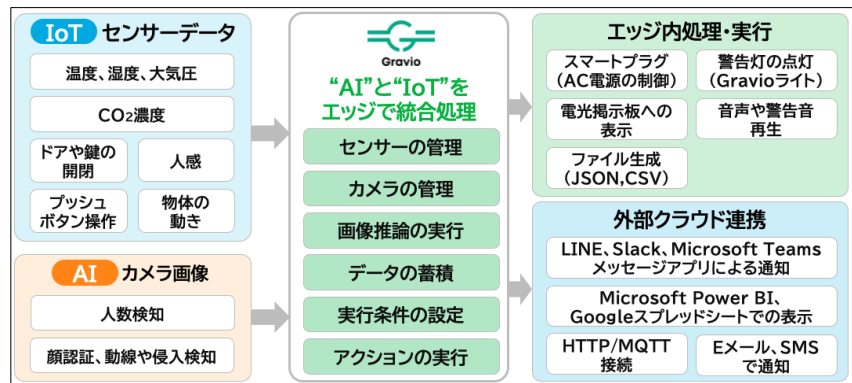 IoT センサーデータ
温度、湿度、大気圧
CO2濃度
ドアや鍵の
開閉
人感
プッシュ
ボタン操作
物体の
動き
AI カメラ画像
人数検知
顔認証、動線や侵入検知
Gravio
“AI”と“IoT”を
エッジで統合処理
センサーの管理
カメラの管理
画像推論の実行
データの蓄積
実行条件の設定
アクションの実行
エッジ内処理・実行
スマートプラグ
(AC電源の制御)
警告灯の点灯
(Gravioライト)
電光掲示板への
表示
音声や警告音
再生
ファイル生成
(JSON,CSV)
外部クラウド連携
LINE、Slack、Microsoft Teams
メッセージアプリによる通知
Microsoft Power BI、
Googleスプレッドシートでの表示
HTTP/MQTT
接続
Eメール、SMS
で通知